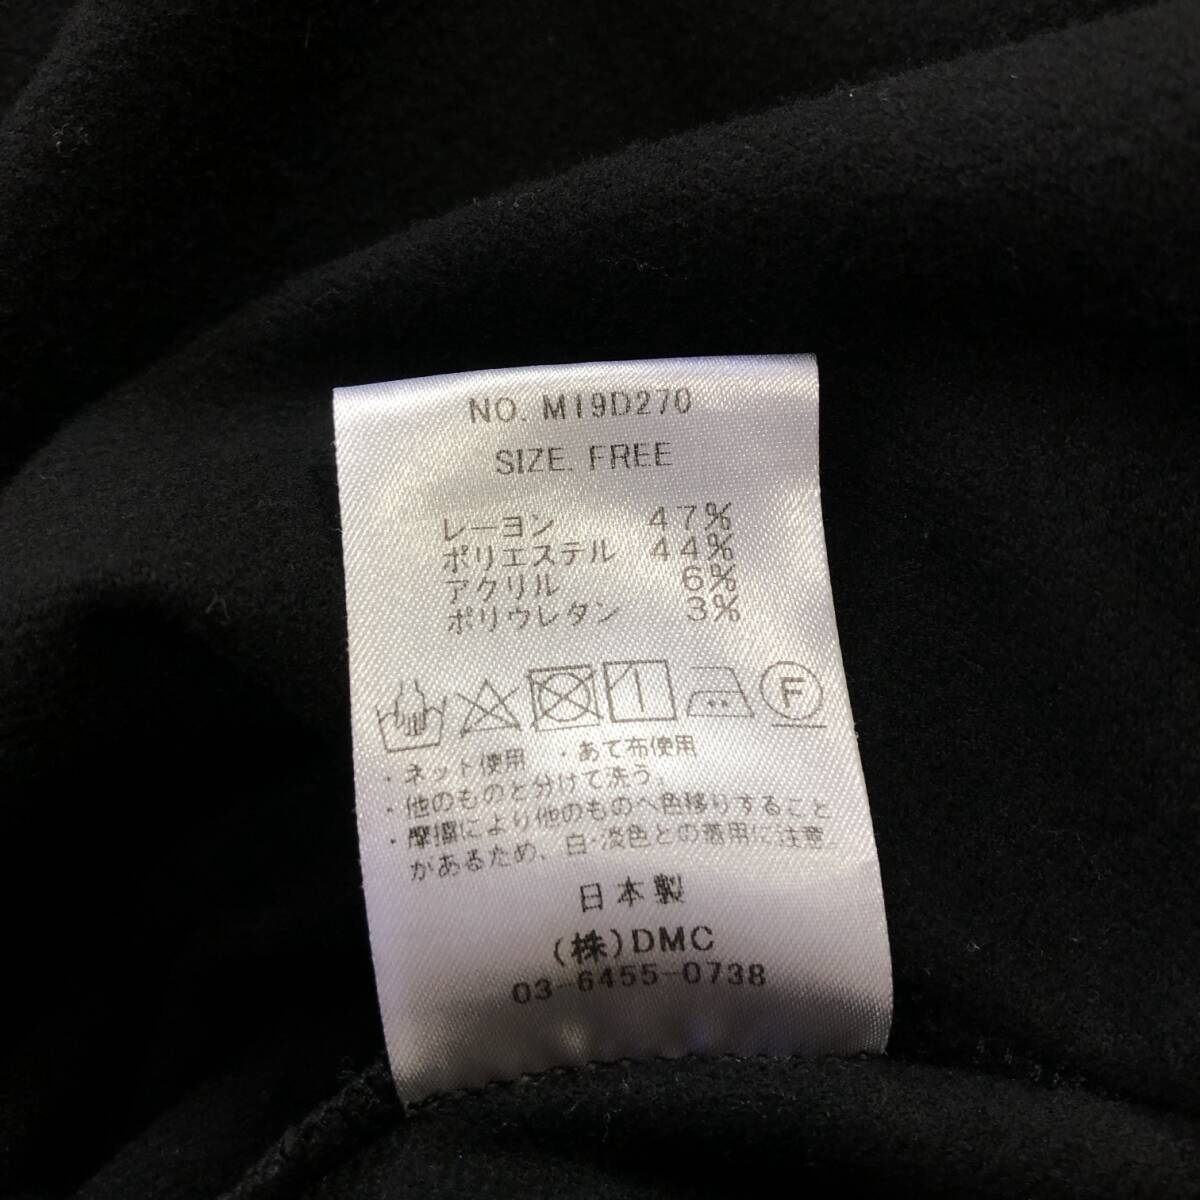 NO. M19D270
SIZE. FREE
レーヨン 47%
ポリエステル 44%
アクリル 6%
ポリウレタン 3%
F
・ネット使用 ・あて布使用
・他のものと分けて洗う。
・摩擦により他のものへ色移りすること
があるため、白・淡色との着用に注意
日本製
(株)DMC
03-6455-0738